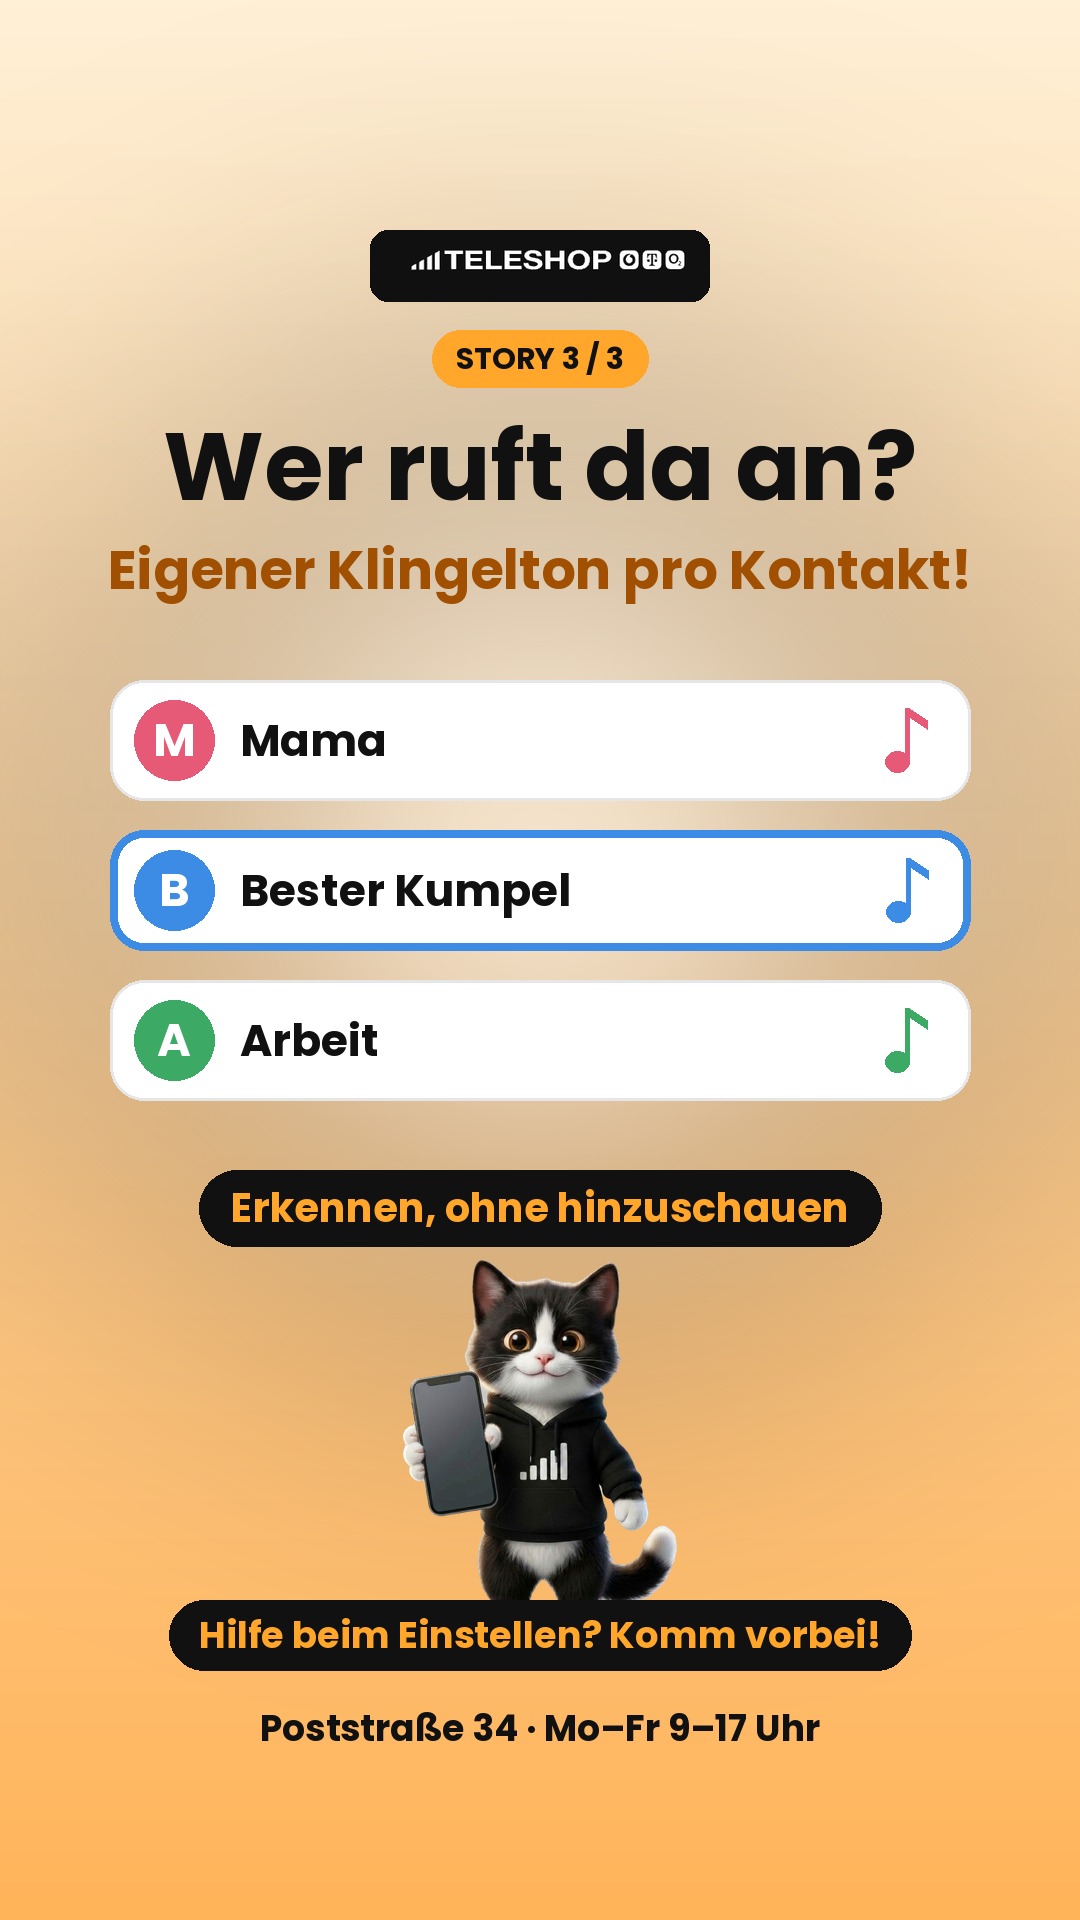 TELESHOP
STORY 3 / 3
Wer ruft da an?
Eigener Klingelton pro Kontakt!
M Mama
B Bester Kumpel
A Arbeit
Erkennen, ohne hinzuschauen
Hilfe beim Einstellen? Komm vorbei!
Poststraße 34 · Mo–Fr 9–17 Uhr